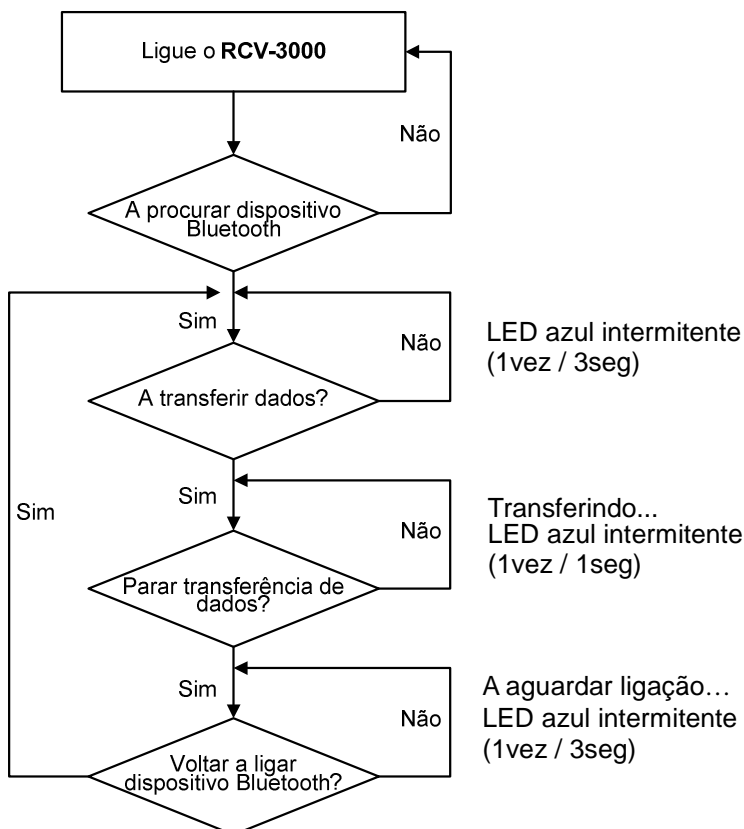 Ligue o RCV-3000
Não
A procurar dispositivo
Bluetooth
Sim
Não
LED azul intermitente
(1vez / 3seg)
A transferir dados?
Sim
Sim
Não
Transferindo...
LED azul intermitente
(1vez / 1seg)
Parar transferência de
dados?
Sim
Não
A aguardar ligação…
LED azul intermitente
(1vez / 3seg)
Voltar a ligar
dispositivo Bluetooth?